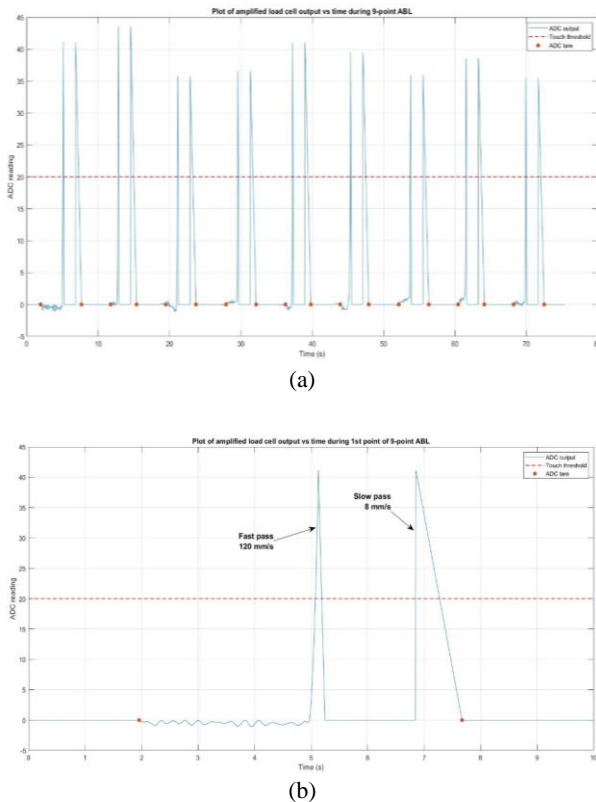 Plot of amplified load cell output vs time during 9-point ABL
ADC output
Touch threshold
ADC tare
45
40
35
30
25
20
15
10
5
0
-5
ADC reading
0 10 20 30 40 50 60 70 80
Time (s)
(a)
Plot of amplified load cell output vs time during 1st point of 9-point ABL
ADC output
Touch threshold
ADC tare
Slow pass
8 mm/s
Fast pass
120 mm/s
45
40
35
30
25
20
15
10
5
0
-5
ADC reading
0 1 2 3 4 5 6 7 8 9 10
Time (s)
(b)